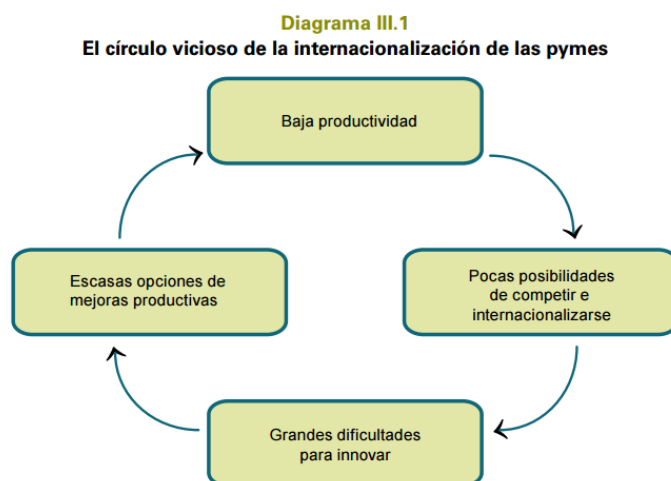 Diagrama III.1
El círculo vicioso de la internacionalización de las pymes
Baja productividad
Pocas posibilidades
de competir e
internacionalizarse
Grandes dificultades
para innovar
Escasas opciones de
mejoras productivas